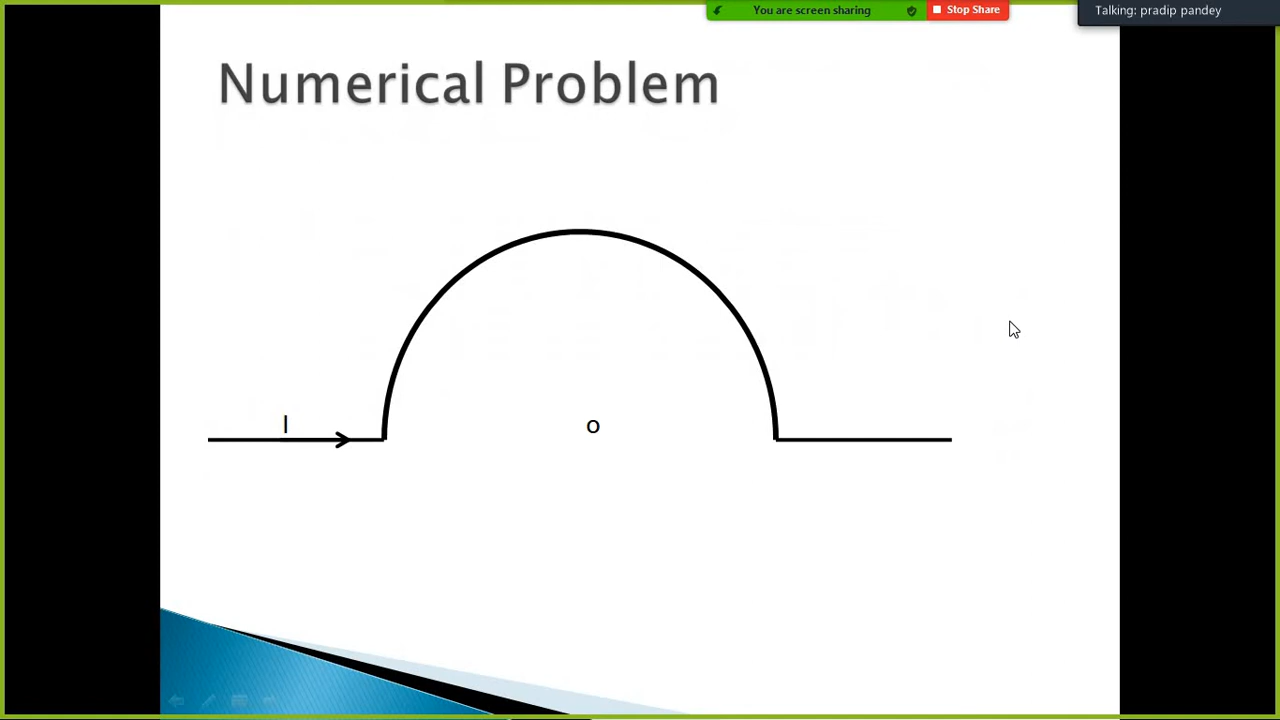 You are screen sharing
Stop Share
Talking: pradip pandey
Numerical Problem
I
o